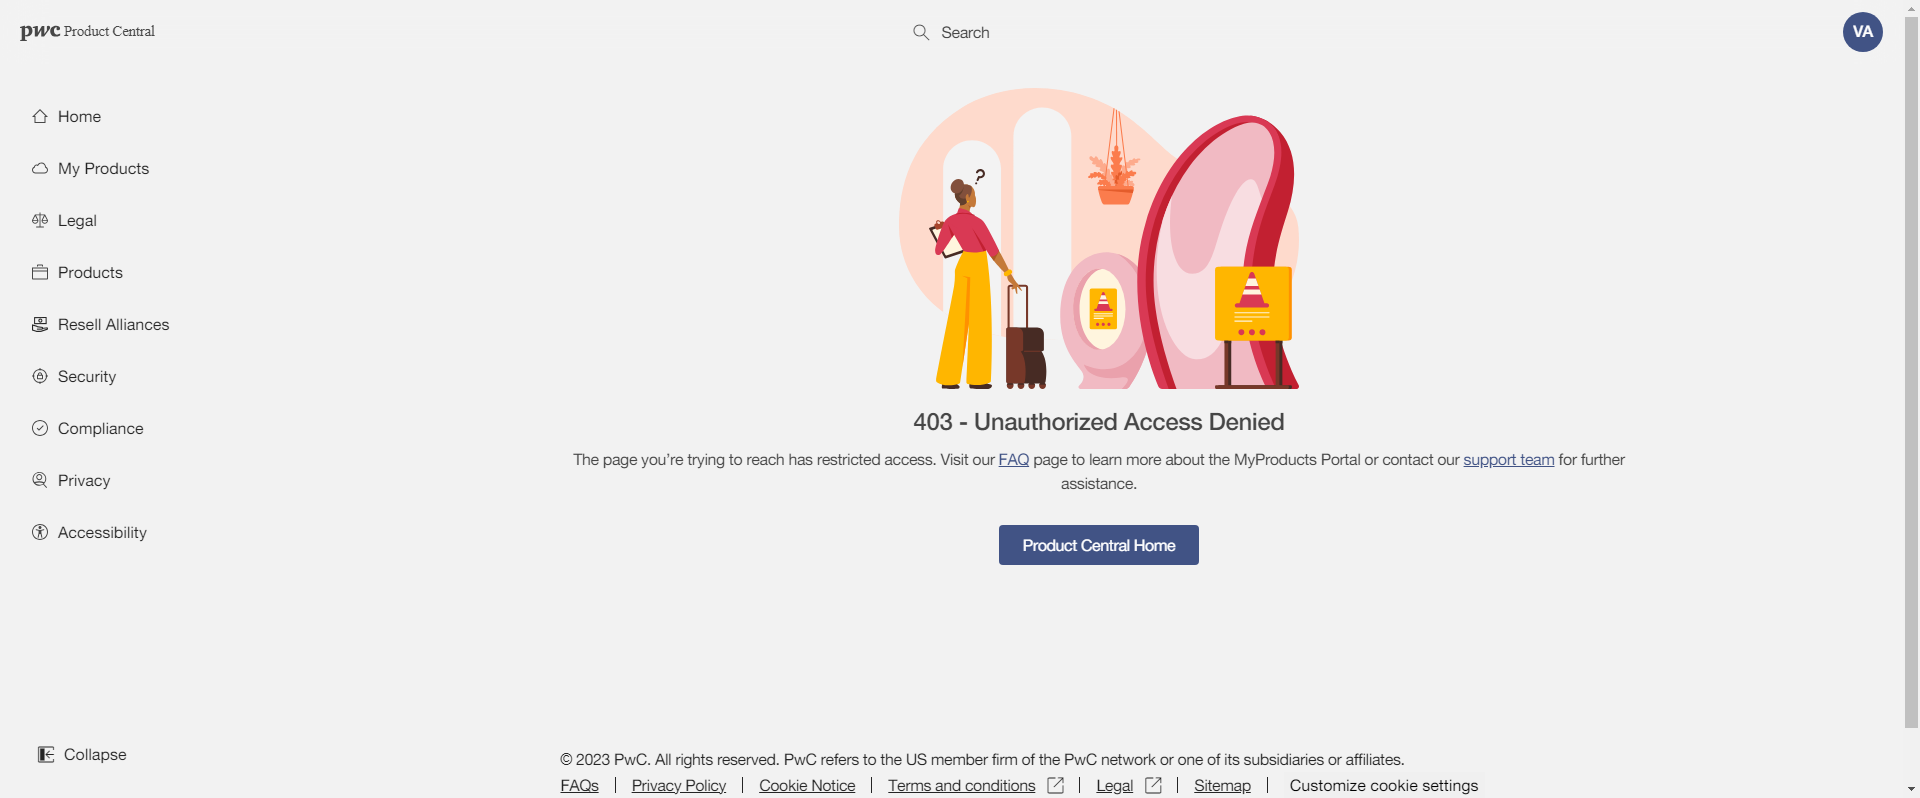 pwc Product Central
Search
VA
Home
My Products
Legal
Products
Resell Alliances
Security
Compliance
Privacy
Accessibility
Collapse
?
403 - Unauthorized Access Denied
The page you're trying to reach has restricted access. Visit our FAQ page to learn more about the MyProducts Portal or contact our support team for further
assistance.
Product Central Home
© 2023 PwC. All rights reserved. PwC refers to the US member firm of the PwC network or one of its subsidiaries or affiliates.
FAQs | Privacy Policy | Cookie Notice | Terms and conditions | Legal | Sitemap | Customize cookie settings